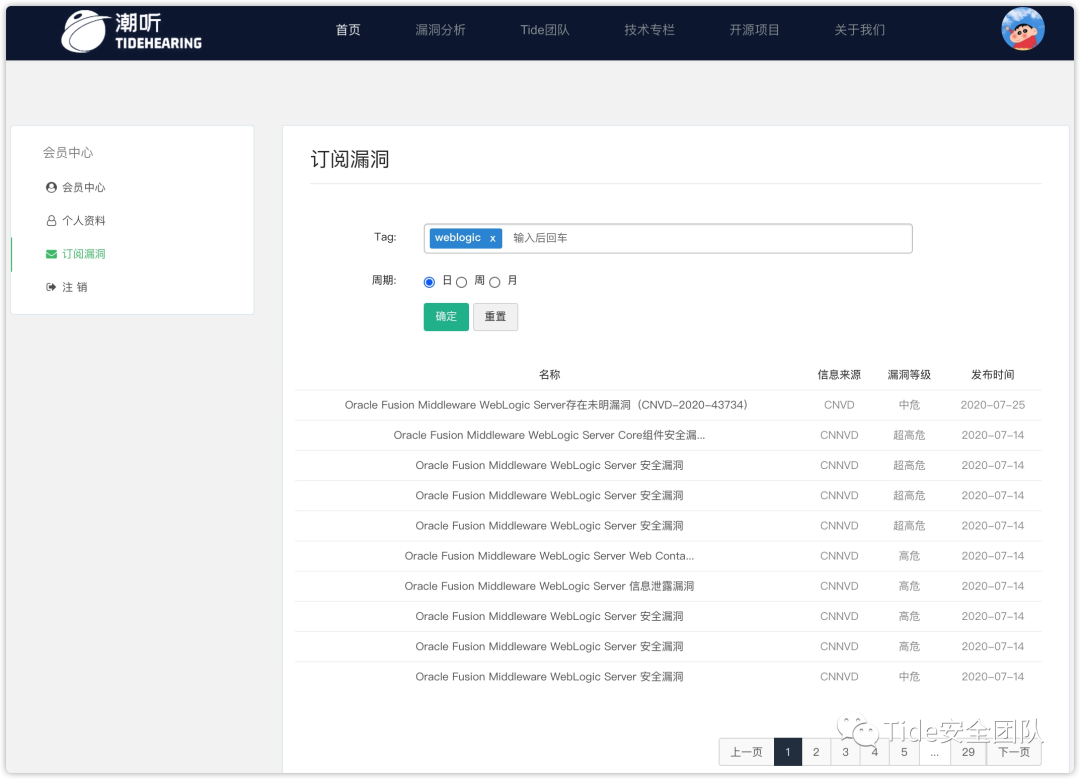 潮听
TIDEHEARING
首页 漏洞分析 Tide团队 技术专栏 开源项目 关于我们
会员中心
会员中心
个人资料
订阅漏洞
注 销
订阅漏洞
Tag: weblogic x 输入后回车
周期: 日 周 月
确定 重置
名称 信息来源 漏洞等级 发布时间
Oracle Fusion Middleware WebLogic Server存在未明漏洞（CNVD-2020-43734） CNVD 中危 2020-07-25
Oracle Fusion Middleware WebLogic Server Core组件安全漏... CNNVD 超高危 2020-07-14
Oracle Fusion Middleware WebLogic Server 安全漏洞 CNNVD 超高危 2020-07-14
Oracle Fusion Middleware WebLogic Server 安全漏洞 CNNVD 超高危 2020-07-14
Oracle Fusion Middleware WebLogic Server 安全漏洞 CNNVD 超高危 2020-07-14
Oracle Fusion Middleware WebLogic Server Web Conta... CNNVD 高危 2020-07-14
Oracle Fusion Middleware WebLogic Server 信息泄露漏洞 CNNVD 高危 2020-07-14
Oracle Fusion Middleware WebLogic Server 安全漏洞 CNNVD 高危 2020-07-14
Oracle Fusion Middleware WebLogic Server 安全漏洞 CNNVD 高危 2020-07-14
Oracle Fusion Middleware WebLogic Server 安全漏洞 CNNVD 中危 2020-07-14
Tide安全团队
上一页 1 2 3 4 5 ... 29 下一页